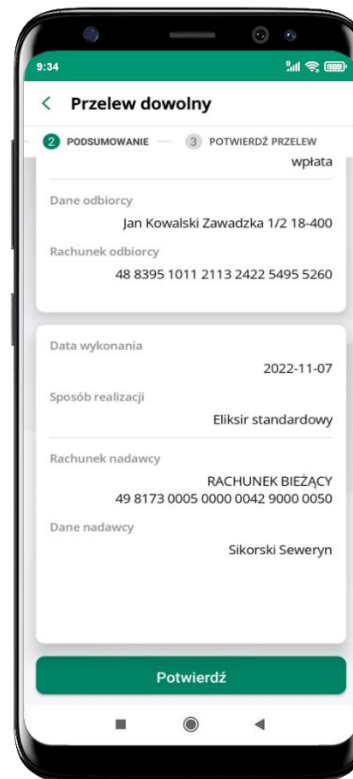 9:34
Przelew dowolny
2 PODSUMOWANIE 3 POTWIERDŹ PRZELEW
wpłata
Dane odbiorcy
Jan Kowalski Zawadzka 1/2 18-400
Rachunek odbiorcy
48 8395 1011 2113 2422 5495 5260
Data wykonania
2022-11-07
Sposób realizacji
Eliksir standardowy
Rachunek nadawcy
RACHUNEK BIEŻĄCY
49 8173 0005 0000 0042 9000 0050
Dane nadawcy
Sikorski Seweryn
Potwierdź